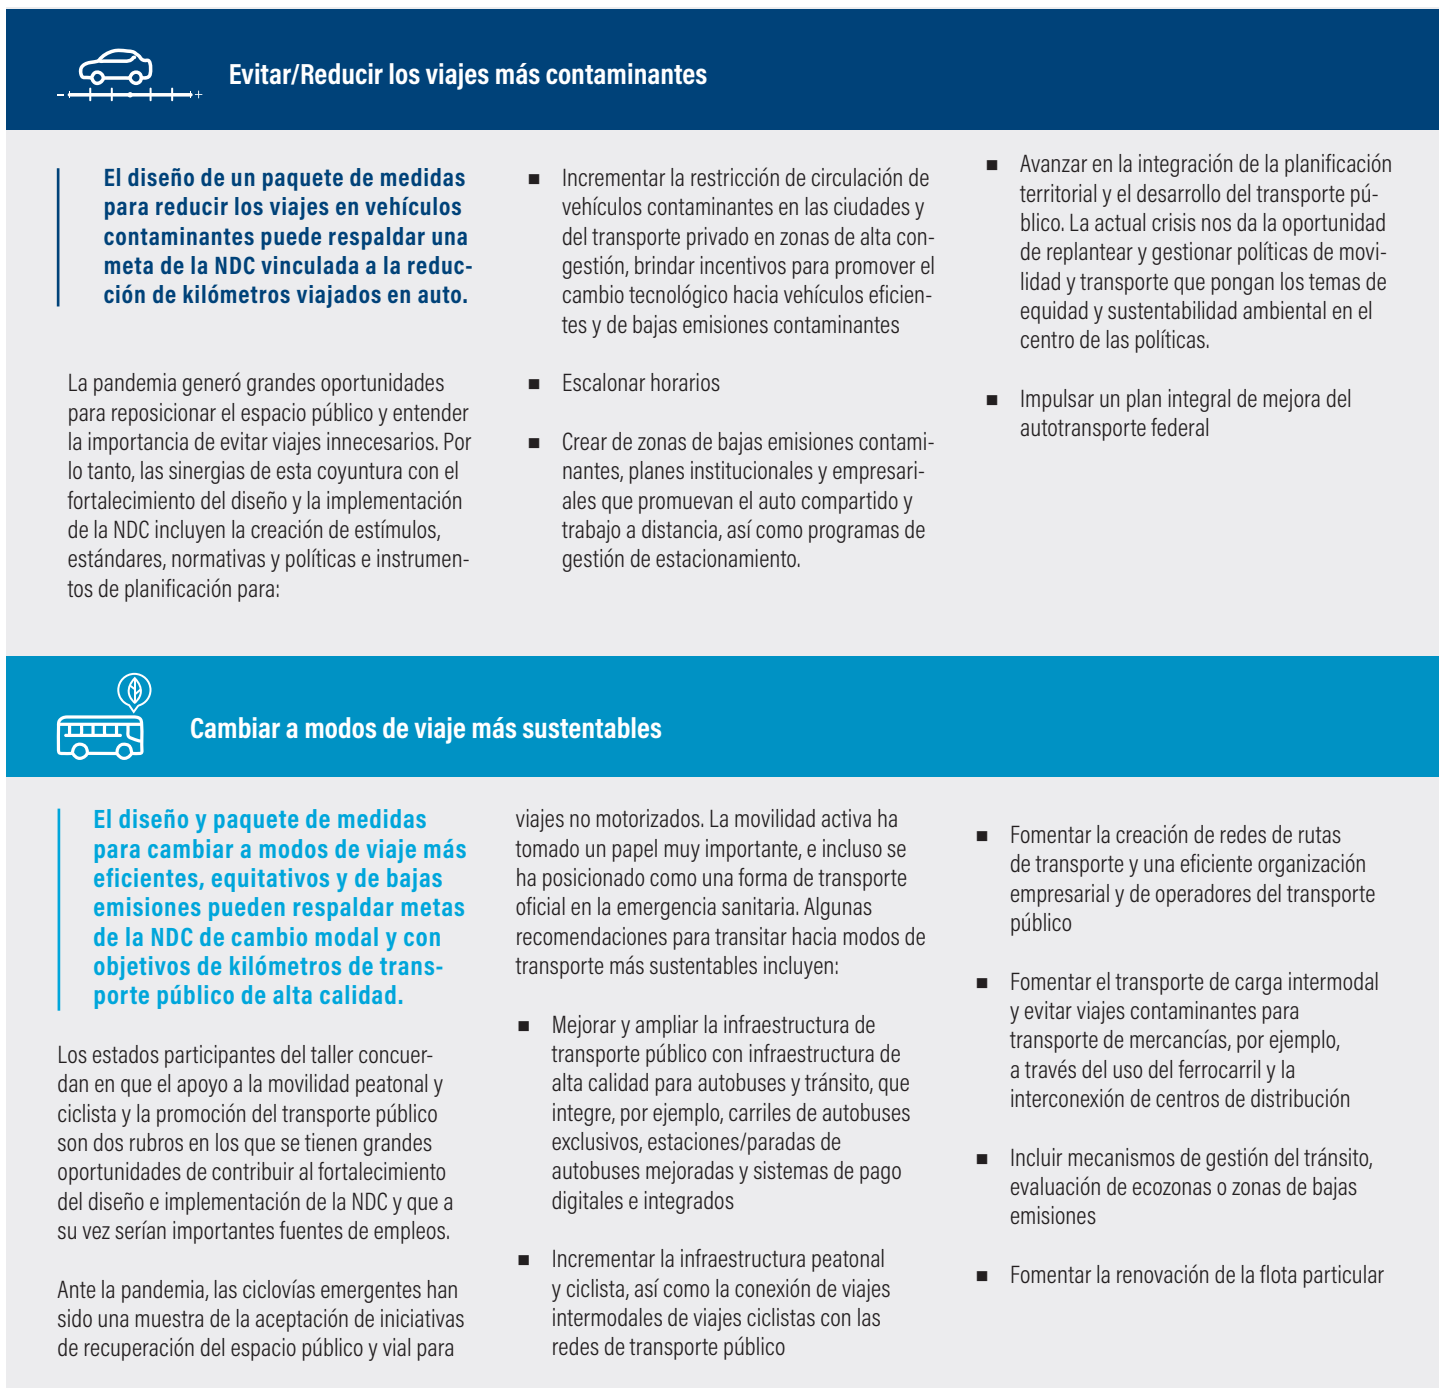 Evitar/Reducir los viajes más contaminantes
El diseño de un paquete de medidas
para reducir los viajes en vehículos
contaminantes puede respaldar una
meta de la NDC vinculada a la reduc-
ción de kilómetros viajados en auto.
La pandemia generó grandes oportunidades
para reposicionar el espacio público y entender
la importancia de evitar viajes innecesarios. Por
lo tanto, las sinergias de esta coyuntura con el
fortalecimiento del diseño y la implementación
de la NDC incluyen la creación de estímulos,
estándares, normativas y políticas e instrumen-
tos de planificación para:
■ Incrementar la restricción de circulación de
vehículos contaminantes en las ciudades y
del transporte privado en zonas de alta con-
gestión, brindar incentivos para promover el
cambio tecnológico hacia vehículos eficien-
tes y de bajas emisiones contaminantes
■ Escalonar horarios
■ Crear de zonas de bajas emisiones contami-
nantes, planes institucionales y empresari-
ales que promuevan el auto compartido y
trabajo a distancia, así como programas de
gestión de estacionamiento.
■ Avanzar en la integración de la planificación
territorial y el desarrollo del transporte pú-
blico. La actual crisis nos da la oportunidad
de replantear y gestionar políticas de movi-
lidad y transporte que pongan los temas de
equidad y sustentabilidad ambiental en el
centro de las políticas.
■ Impulsar un plan integral de mejora del
autotransporte federal
Cambiar a modos de viaje más sustentables
El diseño y paquete de medidas
para cambiar a modos de viaje más
eficientes, equitativos y de bajas
emisiones pueden respaldar metas
de la NDC de cambio modal y con
objetivos de kilómetros de trans-
porte público de alta calidad.
Los estados participantes del taller concuer-
dan en que el apoyo a la movilidad peatonal y
ciclista y la promoción del transporte público
son dos rubros en los que se tienen grandes
oportunidades de contribuir al fortalecimiento
del diseño e implementación de la NDC y que a
su vez serían importantes fuentes de empleos.
Ante la pandemia, las ciclovías emergentes han
sido una muestra de la aceptación de iniciativas
de recuperación del espacio público y vial para
viajes no motorizados. La movilidad activa ha
tomado un papel muy importante, e incluso se
ha posicionado como una forma de transporte
oficial en la emergencia sanitaria. Algunas
recomendaciones para transitar hacia modos de
transporte más sustentables incluyen:
■ Mejorar y ampliar la infraestructura de
transporte público con infraestructura de
alta calidad para autobuses y tránsito, que
integre, por ejemplo, carriles de autobuses
exclusivos, estaciones/paradas de
autobuses mejoradas y sistemas de pago
digitales e integrados
■ Incrementar la infraestructura peatonal
y ciclista, así como la conexión de viajes
intermodales de viajes ciclistas con las
redes de transporte público
■ Fomentar la creación de redes de rutas
de transporte y una eficiente organización
empresarial y de operadores del transporte
público
■ Fomentar el transporte de carga intermodal
y evitar viajes contaminantes para
transporte de mercancías, por ejemplo,
a través del uso del ferrocarril y la
interconexión de centros de distribución
■ Incluir mecanismos de gestión del tránsito,
evaluación de ecozonas o zonas de bajas
emisiones
■ Fomentar la renovación de la flota particular